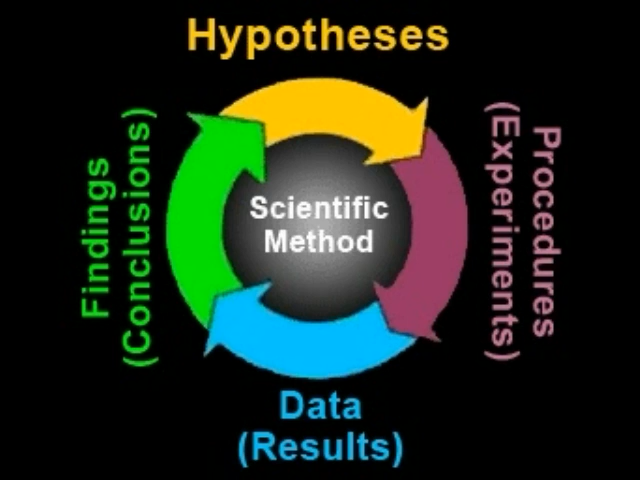 Hypotheses
Procedures
(Experiments)
Scientific
Method
Findings
(Conclusions)
Data
(Results)